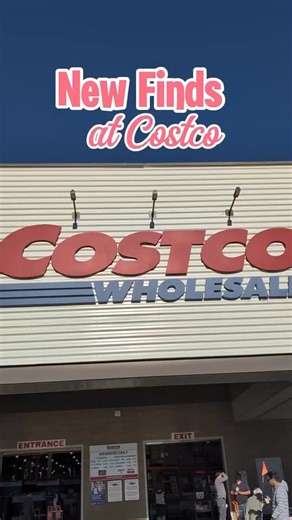 New Finds
at Costco
COSTCO
WHOLESALE
ENTRANCE
EXIT